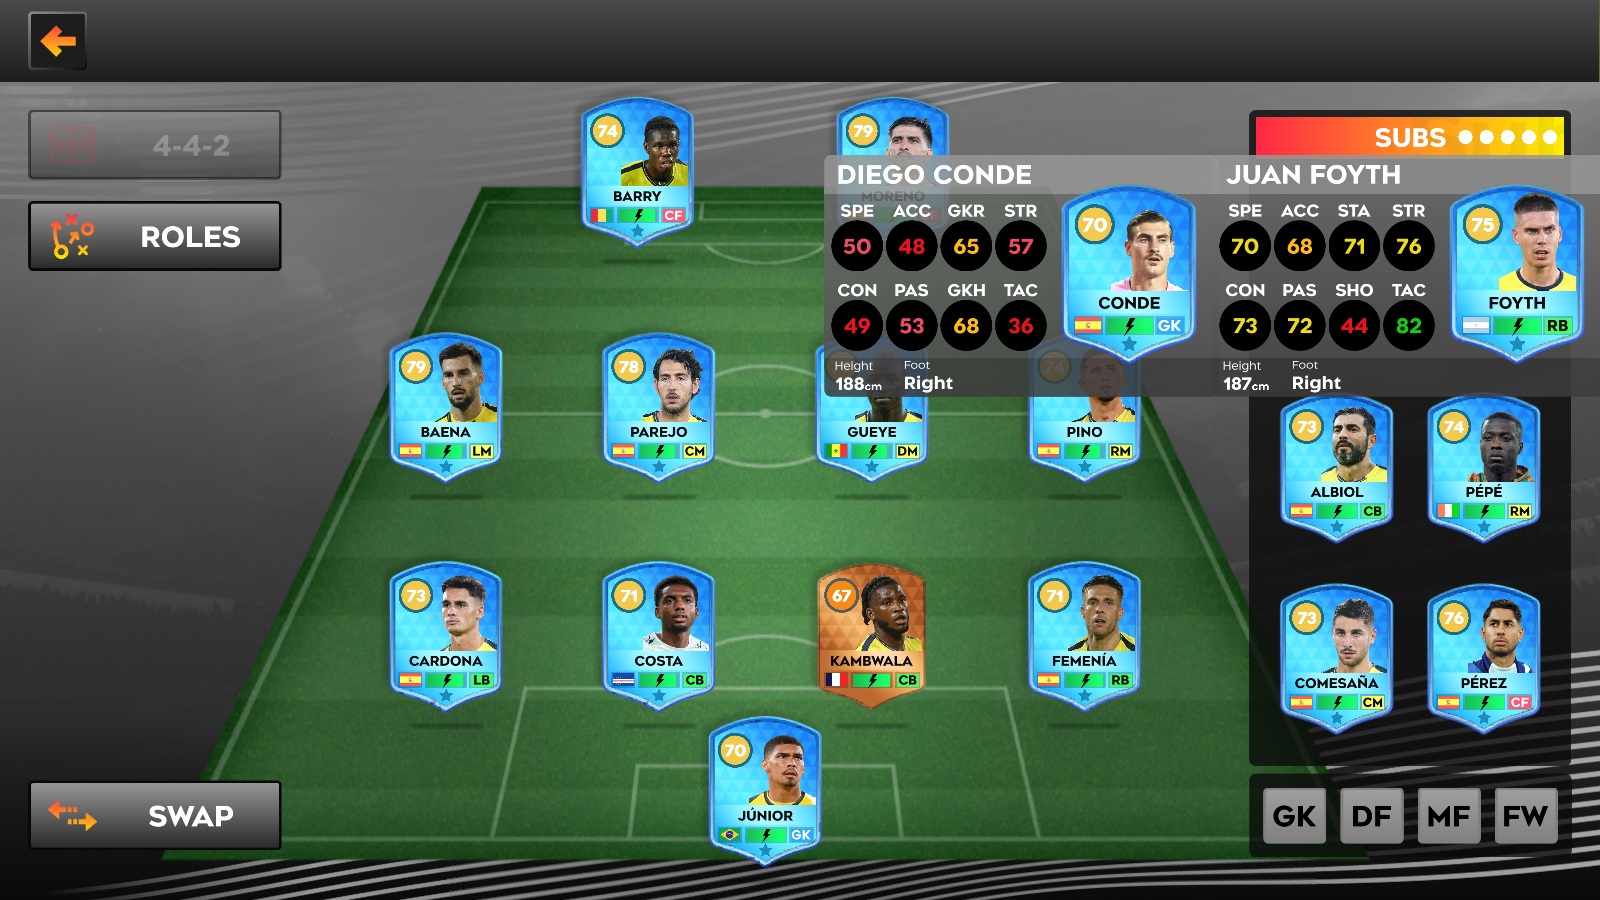 4-4-2
ROLES
SWAP
74
BARRY
CF
79
MORENO
SUBS
DIEGO CONDE
SPE ACC GKR STR
50 48 65 57
CON PAS GKH TAC
49 53 68 36
Height Foot
188cm Right
70
CONDE
GK
JUAN FOYTH
SPE ACC STA STR
70 68 71 76
CON PAS SHO TAC
73 72 44 82
Height Foot
187cm Right
75
FOYTH
RB
79
BAENA
LM
78
PAREJO
CM
GUEYE
DM
74
PINO
RM
73
ALBIOL
CB
74
PÉPÉ
RM
73
CARDONA
LB
71
COSTA
CB
67
KAMBWALA
CB
71
FEMENÍA
RB
73
COMESAÑA
CM
76
PÉREZ
CF
70
JÚNIOR
GK
GK DF MF FW